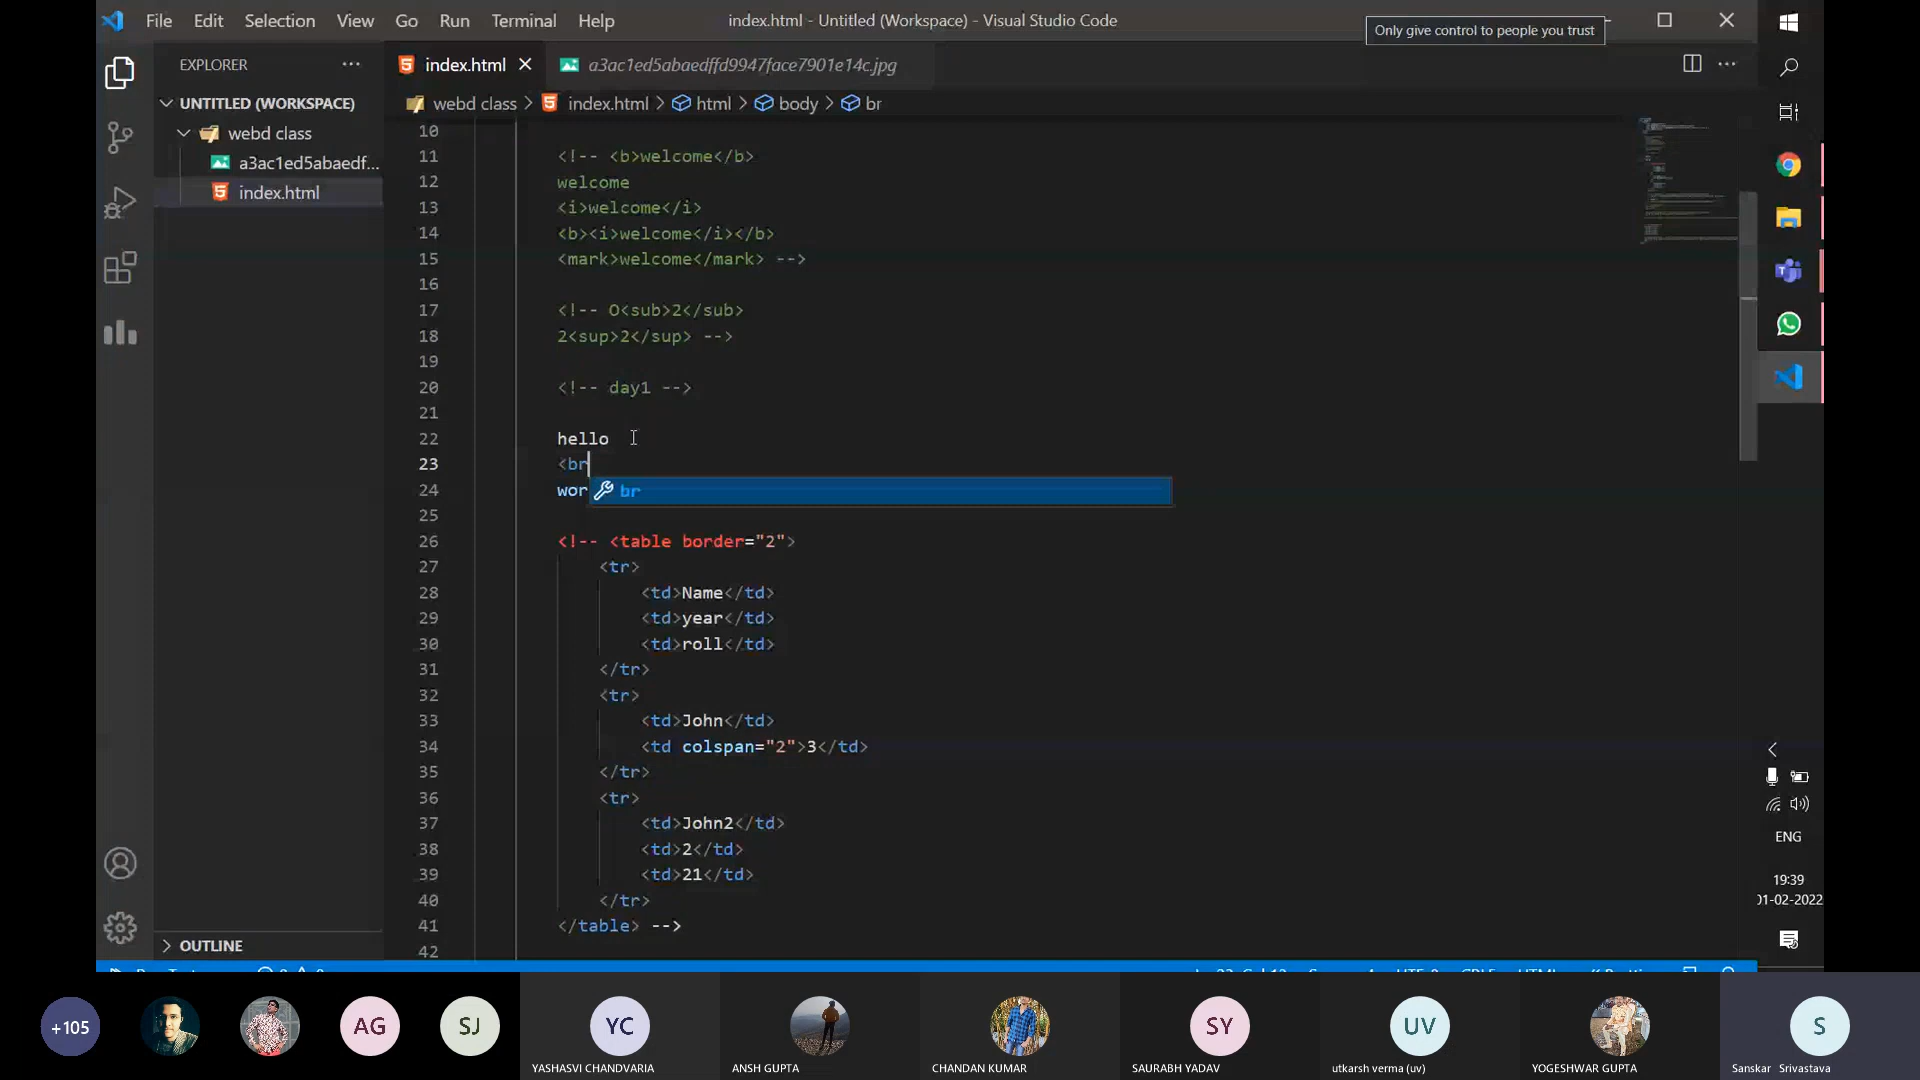 File Edit Selection View Go Run Terminal Help
index.html - Untitled (Workspace) - Visual Studio Code
Only give control to people you trust
EXPLORER
index.html
a3ac1ed5abaedffd9947face7901e14c.jpg
UNTITLED (WORKSPACE)
webd class > index.html > html > body > br
webd class
a3ac1ed5abaedf...
index.html
10
11 <!-- <b>welcome</b>
12 welcome
13 <i>welcome</i>
14 <b><i>welcome</i></b>
15 <mark>welcome</mark> -->
16
17 <!-- O<sub>2</sub>
18 2<sup>2</sup> -->
19
20 <!-- day1 -->
21
22 hello
23 <br
24 wor
br
25
26 <!-- <table border="2">
27 <tr>
28 <td>Name</td>
29 <td>year</td>
30 <td>roll</td>
31 </tr>
32 <tr>
33 <td>John</td>
34 <td colspan="2">3</td>
35 </tr>
36 <tr>
37 <td>John2</td>
38 <td>2</td>
39 <td>21</td>
40 </tr>
41 </table> -->
42
OUTLINE
ENG
19:39
01-02-2022
+105
AG
SJ
YC
SY
UV
S
YASHASVI CHANDVARIA
ANSH GUPTA
CHANDAN KUMAR
SAURABH YADAV
utkarsh verma (uv)
YOGESHWAR GUPTA
Sanskar Srivastava